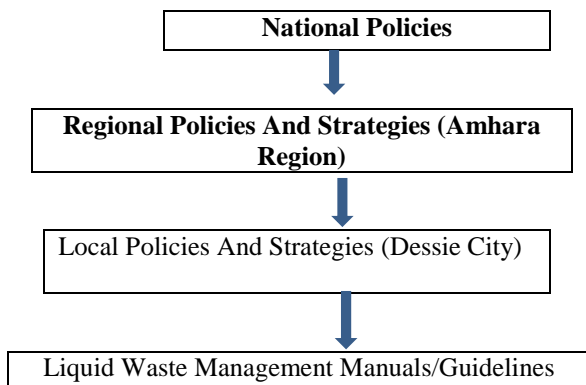 National Policies
Regional Policies And Strategies (Amhara
Region)
Local Policies And Strategies (Dessie City)
Liquid Waste Management Manuals/Guidelines